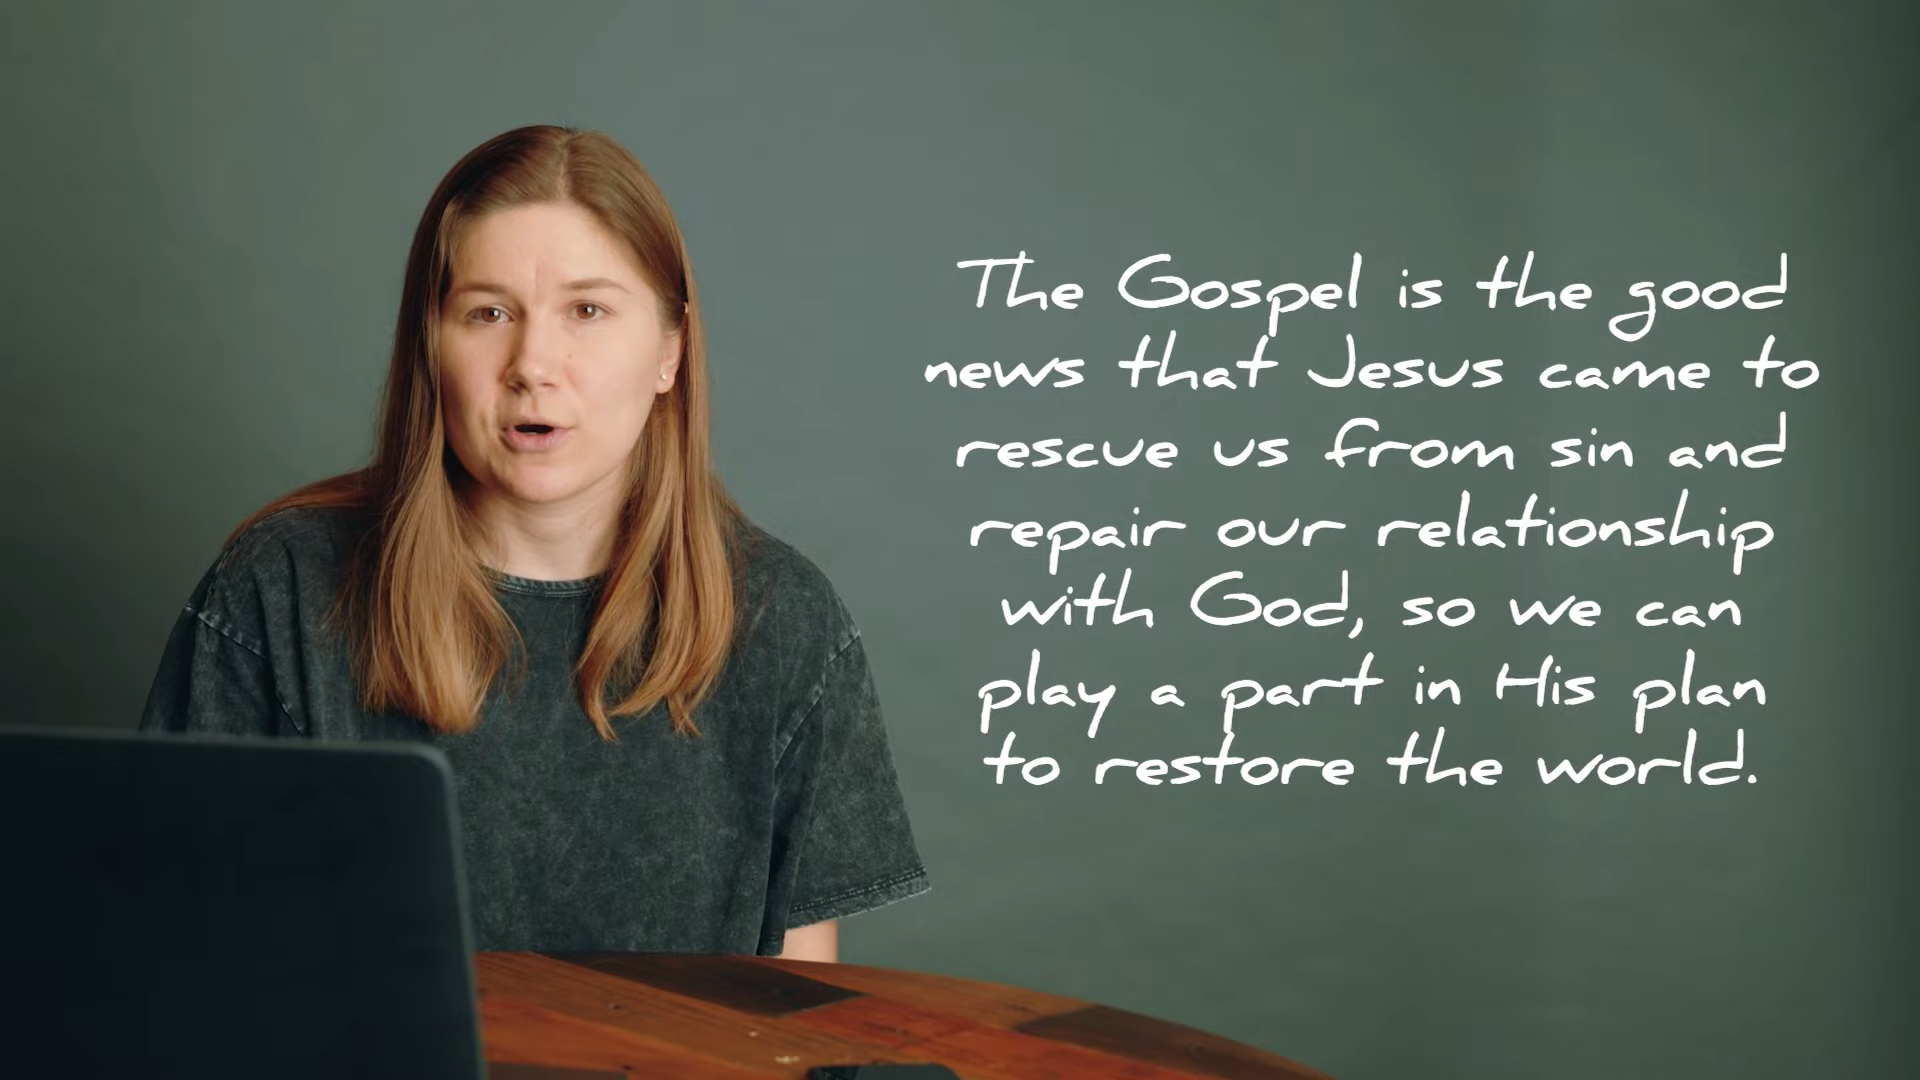 The Gospel is the good
news that Jesus came to
rescue us from sin and
repair our relationship
with God, so we can
play a part in His plan
to restore the world.